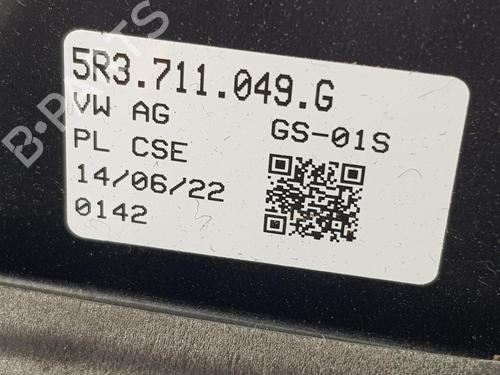 5R3.711.049.G
VW AG
GS-01S
PL CSE
14/06/22
0142
B-PARTS